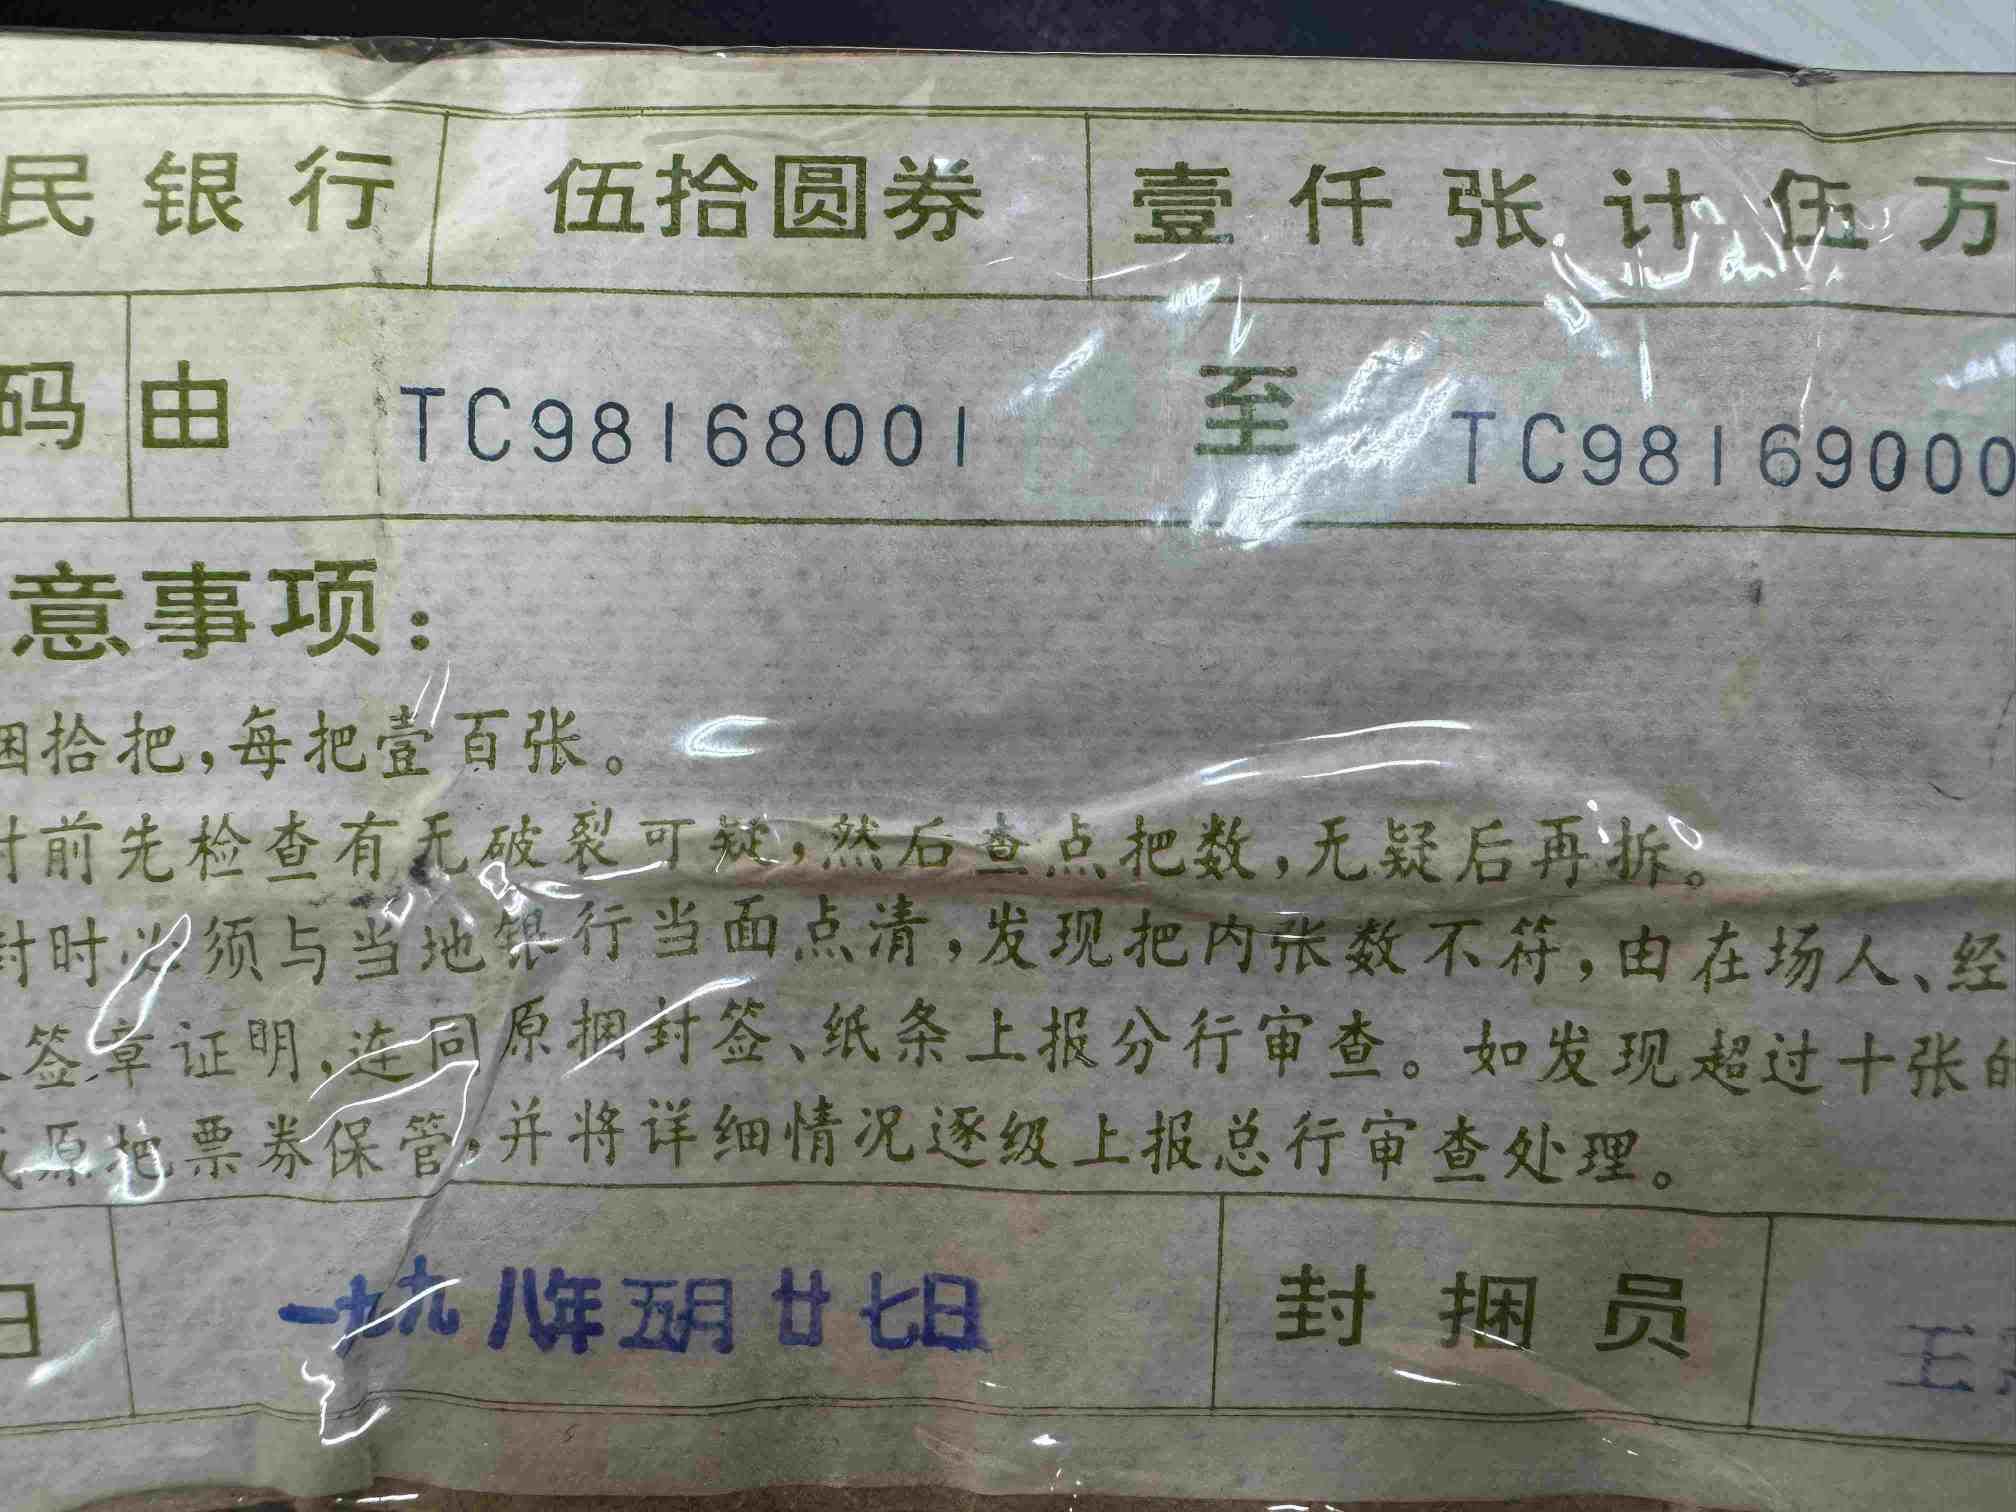 民银行 伍拾圆券 壹仟张计伍万
码 由 TC98168001 至 TC98169000
意事项：
捆拾把，每把壹百张。
封前先检查有无破裂可疑，然后查点把数，无疑后再拆。
封时必须与当地银行当面点清，发现把内张数不符，由在场人、经
签章证明，连同原捆封签、纸条上报分行审查。如发现超过十张的
原把票券保管，并将详细情况逐级上报总行审查处理。
日 一九九八年五月廿七日 封捆员 王